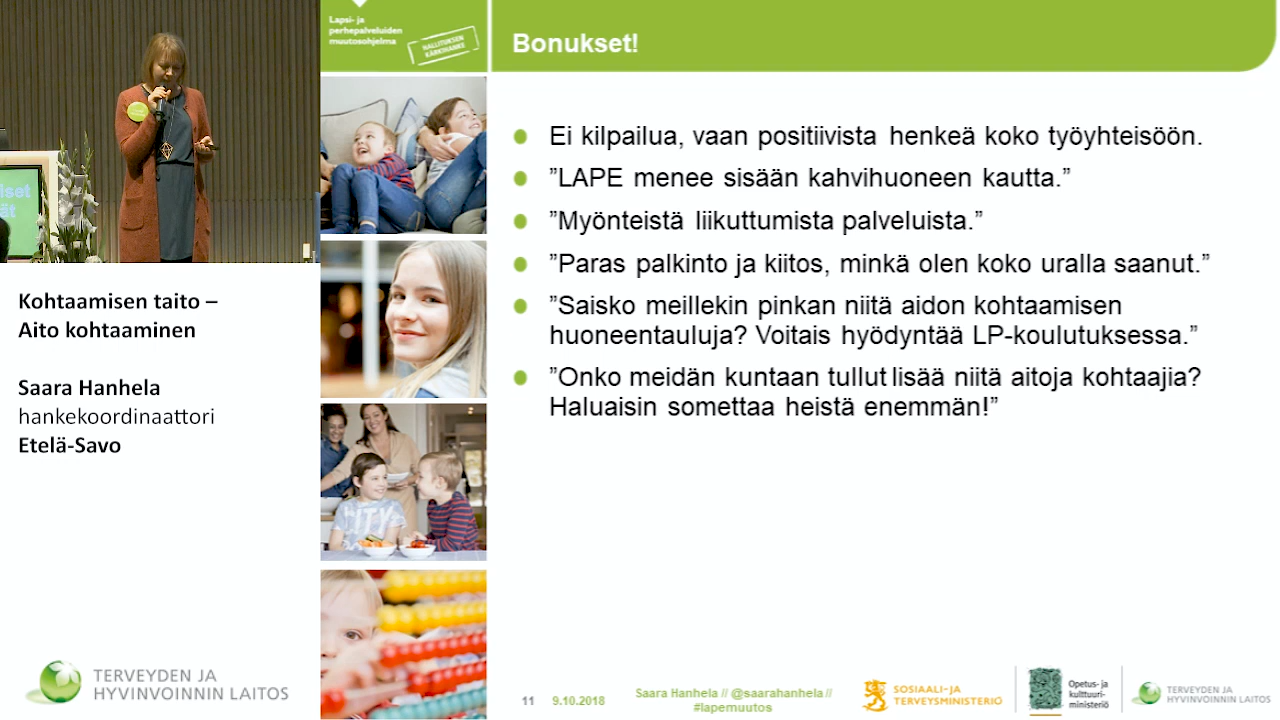 Lapsi- ja
perhepalveluiden
muutosohjelma
HALLITUKSEN
KÄRKIHANKE
Bonukset!
Ei kilpailua, vaan positiivista henkeä koko työyhteisöön.
”LAPE menee sisään kahvihuoneen kautta.”
”Myönteistä liikuttumista palveluista.”
”Paras palkinto ja kiitos, minkä olen koko uralla saanut.”
”Saisko meillekin pinkan niitä aidon kohtaamisen
huoneentauluja? Voitais hyödyntää LP-koulutuksessa.”
”Onko meidän kuntaan tullut lisää niitä aitoja kohtaajia?
Haluaisin somettaa heistä enemmän!”
Kohtaamisen taito –
Aito kohtaaminen
Saara Hanhela
hankekoordinaattori
Etelä-Savo
CITY
TERVEYDEN JA
HYVINVOINNIN LAITOS
11 9.10.2018
Saara Hanhela // @saarahanhela //
#lapemuutos
SOSIAALI- JA
TERVEYSMINISTERIÖ
Opetus- ja
kulttuuri-
ministeriö
TERVEYDEN JA
HYVINVOINNIN LAITOS